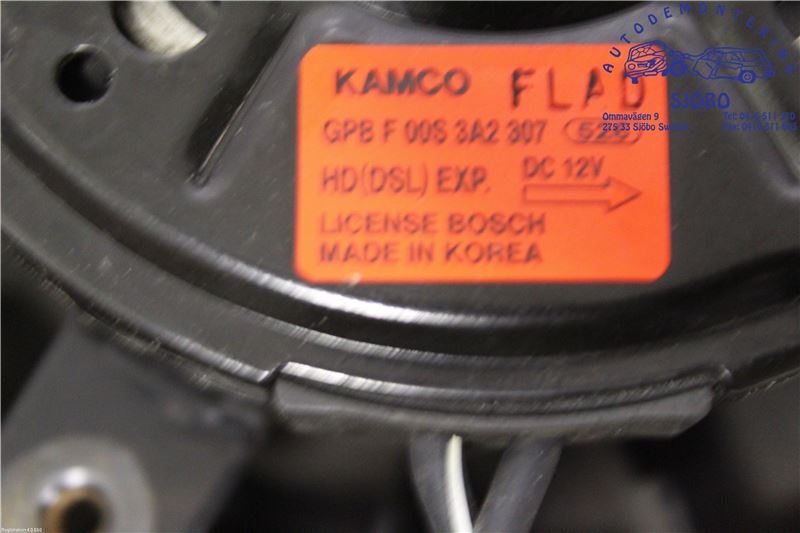 AUTODEMONTERING
SJÖBO
Ommavägen 9
275 33 Sjöbo
KAMCO FLAD
GPB F 00S 3A2 307
HD(DSL) EXP. DC 12V
LICENSE BOSCH
MADE IN KOREA